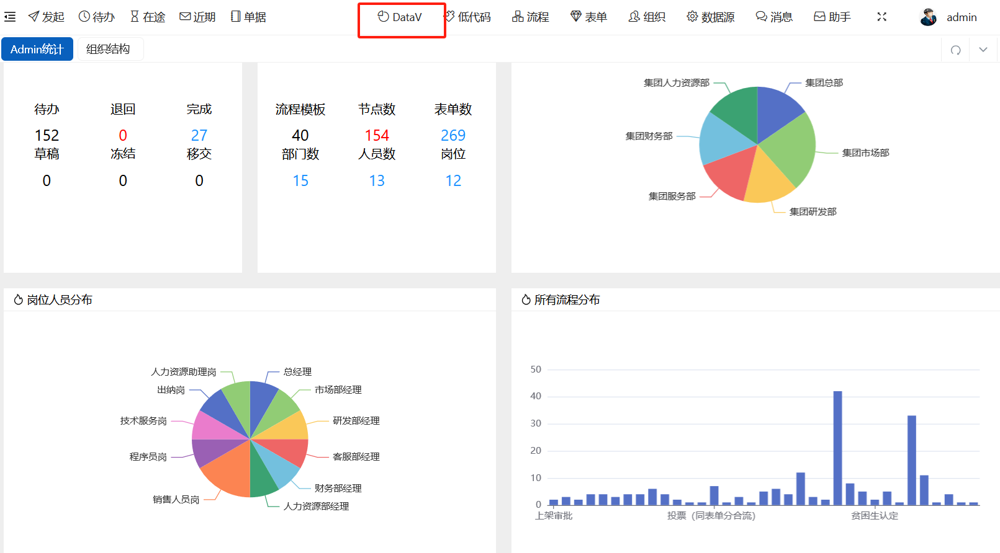 发起 待办 在途 近期 单据 DataV 低代码 流程 表单 组织 数据源 消息 助手 admin
Admin统计 组织结构
待办 退回 完成
152 0 27
草稿 冻结 移交
0 0 0
流程模板 节点数 表单数
40 154 269
部门数 人员数 岗位
15 13 12
集团人力资源部 集团总部
集团财务部
集团市场部
集团服务部
集团研发部
岗位人员分布
人力资源助理岗 总经理
出纳岗 市场部经理
技术服务岗 研发部经理
程序员岗 客服部经理
财务部经理
销售人员岗
人力资源部经理
所有流程分布
50
40
30
20
10
0
上架审批 投票（同表单分合流） 贫困生认定